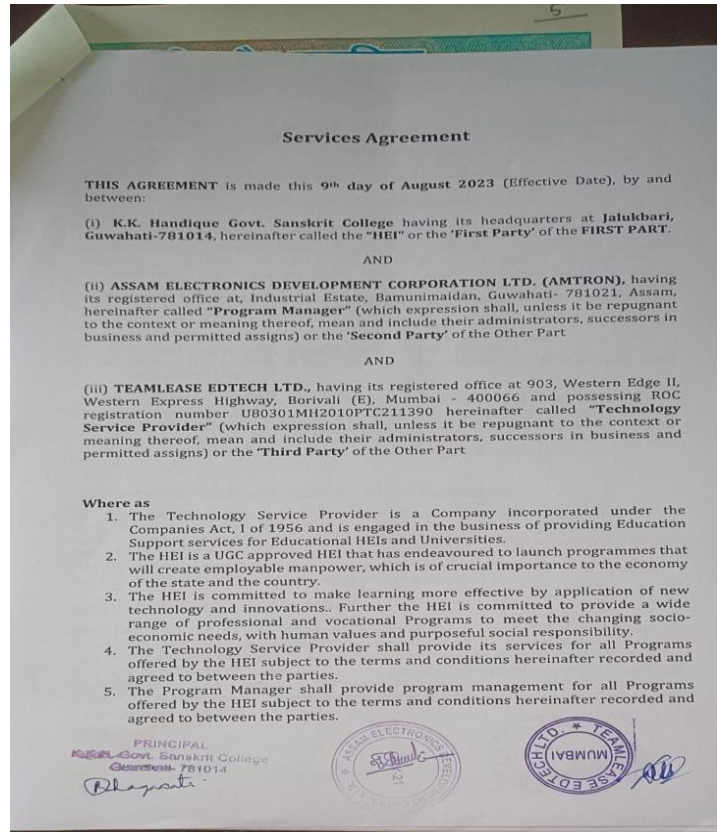 5
Services Agreement
THIS AGREEMENT is made this 9th day of August 2023 (Effective Date), by and
between:
(i) K.K. Handique Govt. Sanskrit College having its headquarters at Jalukbari,
Guwahati-781014, hereinafter called the "HEI" or the 'First Party' of the FIRST PART.
AND
(ii) ASSAM ELECTRONICS DEVELOPMENT CORPORATION LTD. (AMTRON), having
its registered office at, Industrial Estate, Bamunimaidan, Guwahati- 781021, Assam,
hereinafter called "Program Manager" (which expression shall, unless it be repugnant
to the context or meaning thereof, mean and include their administrators, successors in
business and permitted assigns) or the 'Second Party' of the Other Part
AND
(iii) TEAMLEASE EDTECH LTD., having its registered office at 903, Western Edge II,
Western Express Highway, Borivali (E), Mumbai - 400066 and possessing ROC
registration number U80301MH2010PTC211390 hereinafter called "Technology
Service Provider" (which expression shall, unless it be repugnant to the context or
meaning thereof, mean and include their administrators, successors in business and
permitted assigns) or the 'Third Party' of the Other Part
Where as
1. The Technology Service Provider is a Company incorporated under the
Companies Act, I of 1956 and is engaged in the business of providing Education
Support services for Educational HEIs and Universities.
2. The HEI is a UGC approved HEI that has endeavoured to launch programmes that
will create employable manpower, which is of crucial importance to the economy
of the state and the country.
3. The HEI is committed to make learning more effective by application of new
technology and innovations.. Further the HEI is committed to provide a wide
range of professional and vocational Programs to meet the changing socio-
economic needs, with human values and purposeful social responsibility.
4. The Technology Service Provider shall provide its services for all Programs
offered by the HEI subject to the terms and conditions hereinafter recorded and
agreed to between the parties.
5. The Program Manager shall provide program management for all Programs
offered by the HEI subject to the terms and conditions hereinafter recorded and
agreed to between the parties.
PRINCIPAL
Govt. Sanskrit College
781014
ASSAM ELECTRONICS DEVELOPMENT
TEAMLEASE EDTECH LTD.
MUMBAI